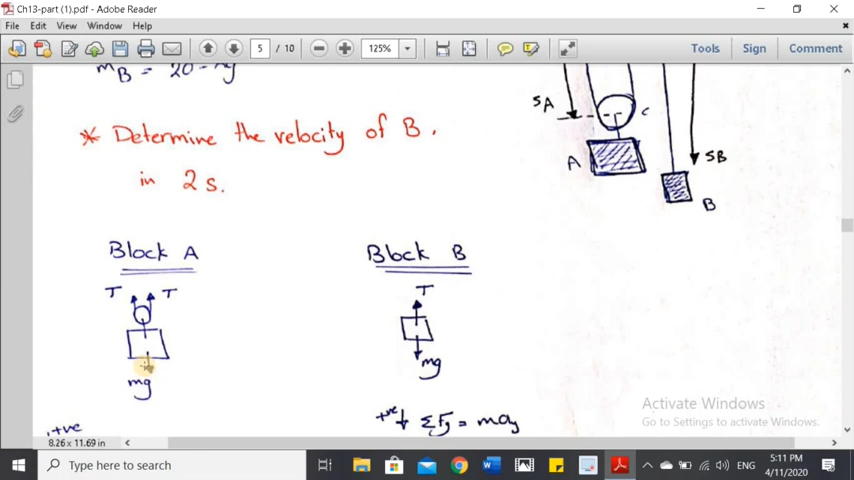 Ch13-part (1).pdf - Adobe Reader
File Edit View Window Help
5 / 10 125% Tools Sign Comment
mB = 20 kg
* Determine the velocity of B.
in 2 s.
SA
C
A
SB
B
Block A
Block B
T T
T
mg
mg
+ve
+ve ↓ ΣFy = may
Activate Windows
Go to Settings to activate Windows.
8.26 x 11.69 in
Type here to search
ENG
5:11 PM
4/11/2020